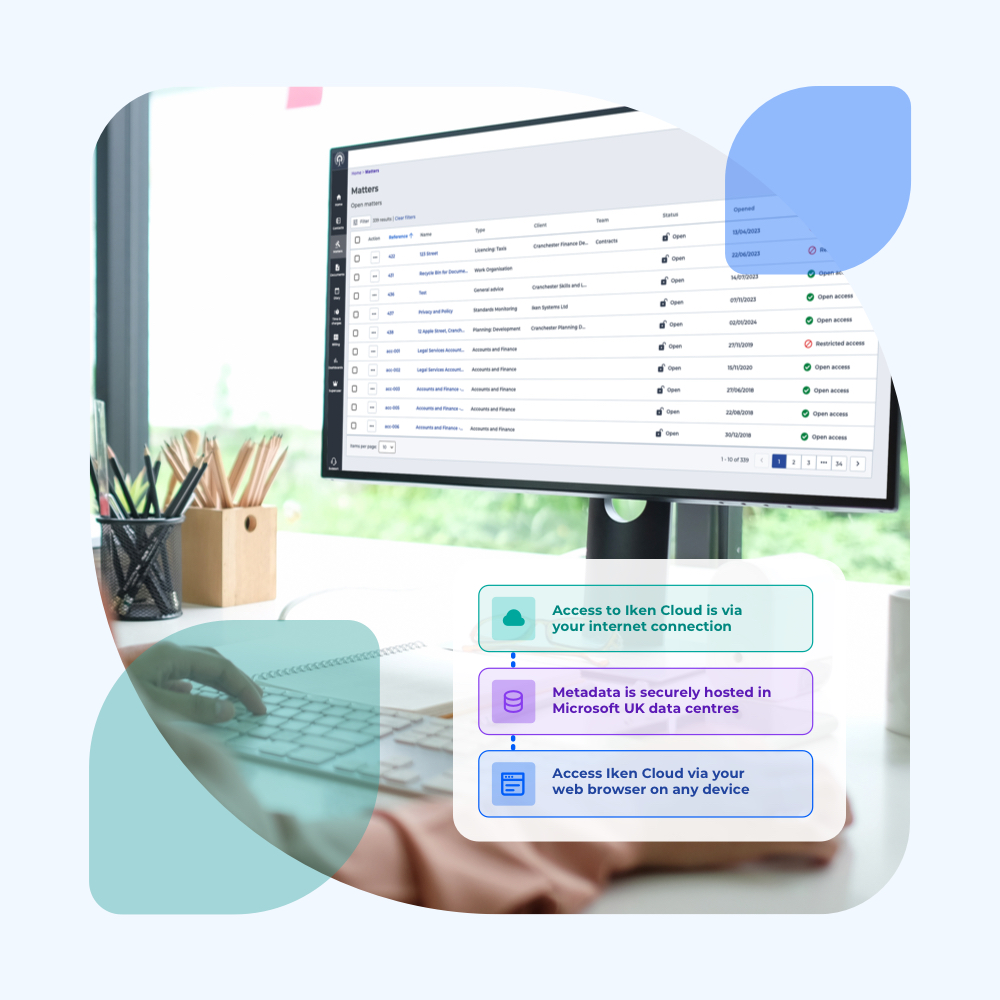 Home > Matters
Matters
Open matters
Filter 339 results | Clear Filters
Action Reference Name Type Client Team Status Opened
422 123 Street Licencing: Taxis Cranchester Finance De... Contracts Open 13/04/2023
431 Recycle Bin for Docume... Work Organisation Open 22/06/2023 Re
Test General advice Cranchester Skills and L... Open 14/07/2023 Open ac
437 Privacy and Policy Standards Monitoring Iken Systems Ltd Open 07/11/2023 Open access
438 12 Apple Street, Cranch... Planning: Development Cranchester Planning D... Open 02/01/2024 Open access
acc-001 Legal Services Account... Accounts and Finance Open 27/11/2019 Restricted access
acc-002 Legal Services Account... Accounts and Finance Open 15/11/2020 Open access
acc-003 Accounts and Finance -... Accounts and Finance Open 27/06/2018 Open access
acc-005 Accounts and Finance -... Accounts and Finance Open 22/08/2018 Open access
acc-006 Accounts and Finance -... Accounts and Finance Open 30/12/2018 Open access
Items per page: 10 1 - 10 of 339 1 2 3 ••• 34
Access to Iken Cloud is via
your internet connection
Metadata is securely hosted in
Microsoft UK data centres
Access Iken Cloud via your
web browser on any device